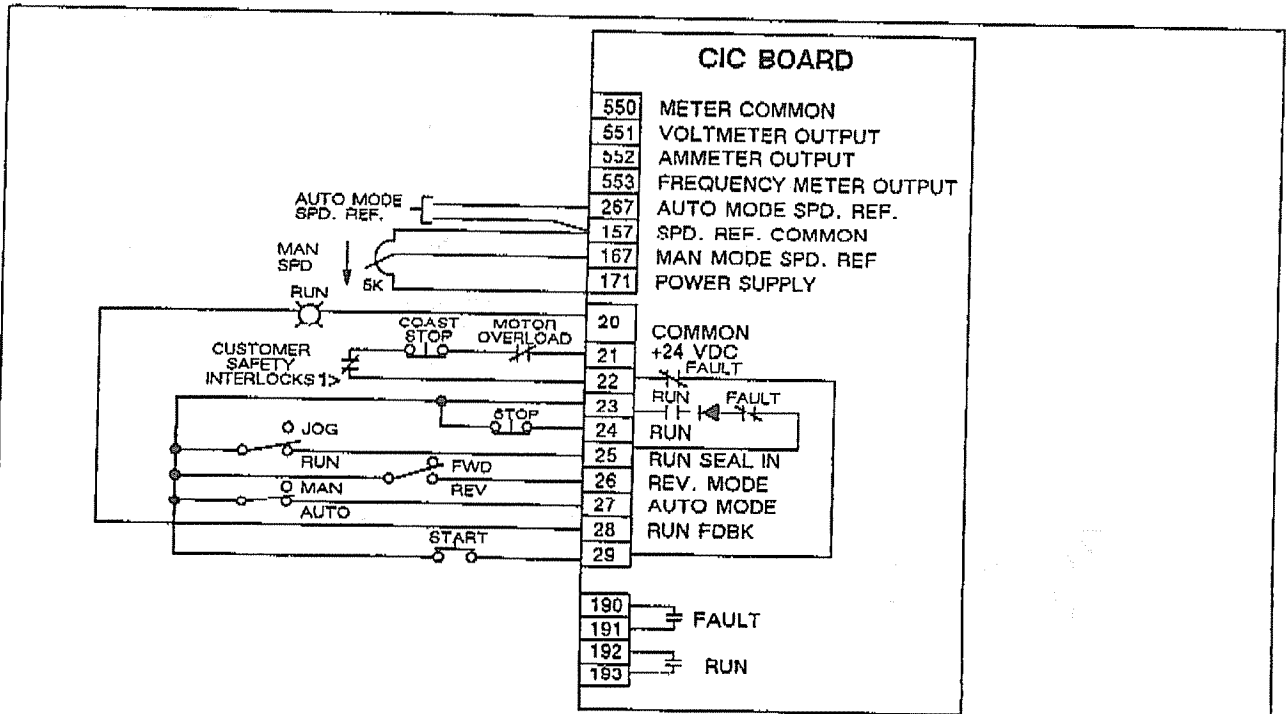 CIC BOARD
550 METER COMMON
551 VOLTMETER OUTPUT
552 AMMETER OUTPUT
553 FREQUENCY METER OUTPUT
AUTO MODE
SPD. REF.
267 AUTO MODE SPD. REF.
157 SPD. REF. COMMON
MAN
SPD
5K
167 MAN MODE SPD. REF
171 POWER SUPPLY
RUN
20
COMMON
COAST
STOP
MOTOR
OVERLOAD
21
+24 VDC
CUSTOMER
SAFETY
INTERLOCKS 1>
22
FAULT
23
RUN
FAULT
STOP
24
RUN
JOG
RUN
25 RUN SEAL IN
FWD
REV
26 REV. MODE
MAN
AUTO
27 AUTO MODE
28 RUN FDBK
START
29
190
191
FAULT
192
193
RUN